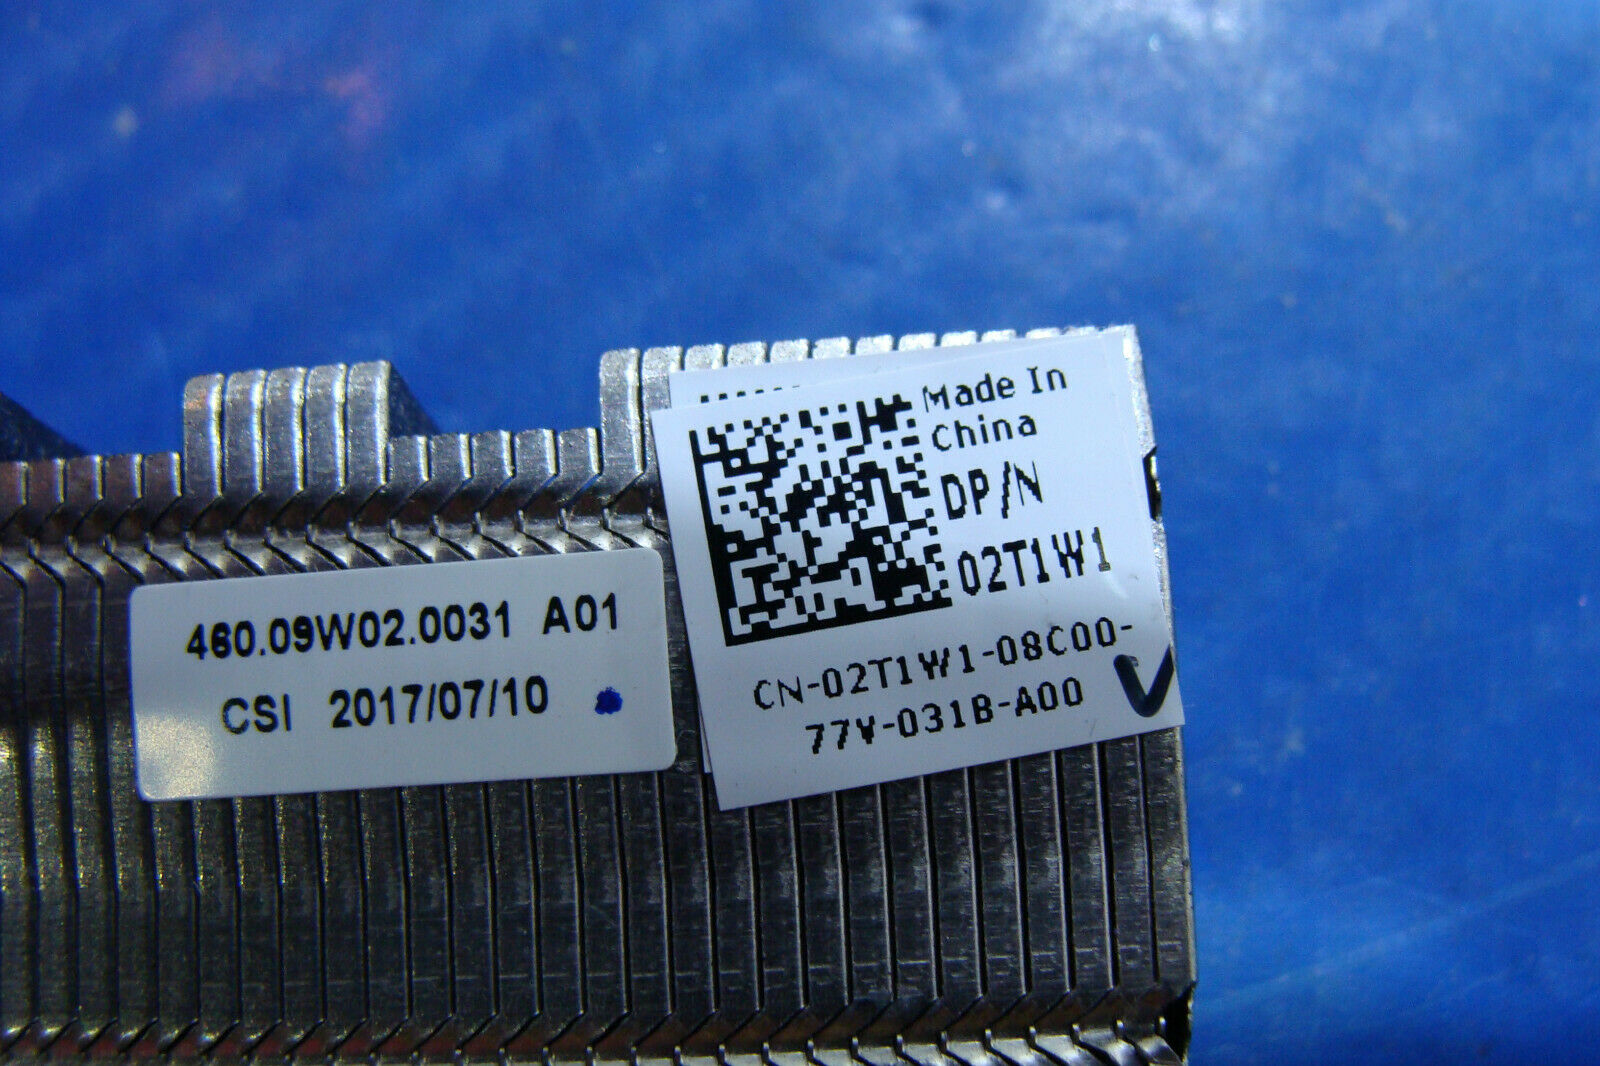 460.09W02.0031 A01
CSI 2017/07/10
Made In
China
DP/N
02T1W1
CN-02T1W1-08C00-
77V-031B-A00